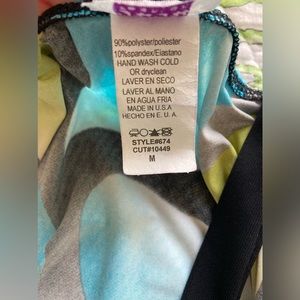 90%polyster/poliester
10%spandex/Elastano
HAND WASH COLD
OR dryclean
LAVER EN SECO
LAVER AL MANO
EN AGUA FRIA
MADE IN U.S.A
HECHO EN E. U. A
STYLE#674
CUT#10449
M